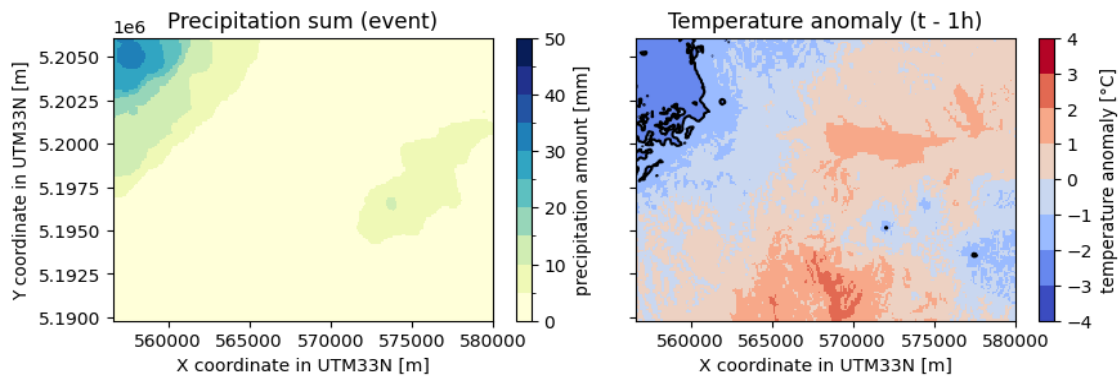 Precipitation sum (event)
1e6
5.2050
5.2025
5.2000
5.1975
5.1950
5.1925
5.1900
Y coordinate in UTM33N [m]
560000 565000 570000 575000 580000
X coordinate in UTM33N [m]
50
40
30
20
10
0
precipitation amount [mm]
Temperature anomaly (t - 1h)
560000 565000 570000 575000 580000
X coordinate in UTM33N [m]
4
3
2
1
0
−1
−2
−3
−4
temperature anomaly [°C]